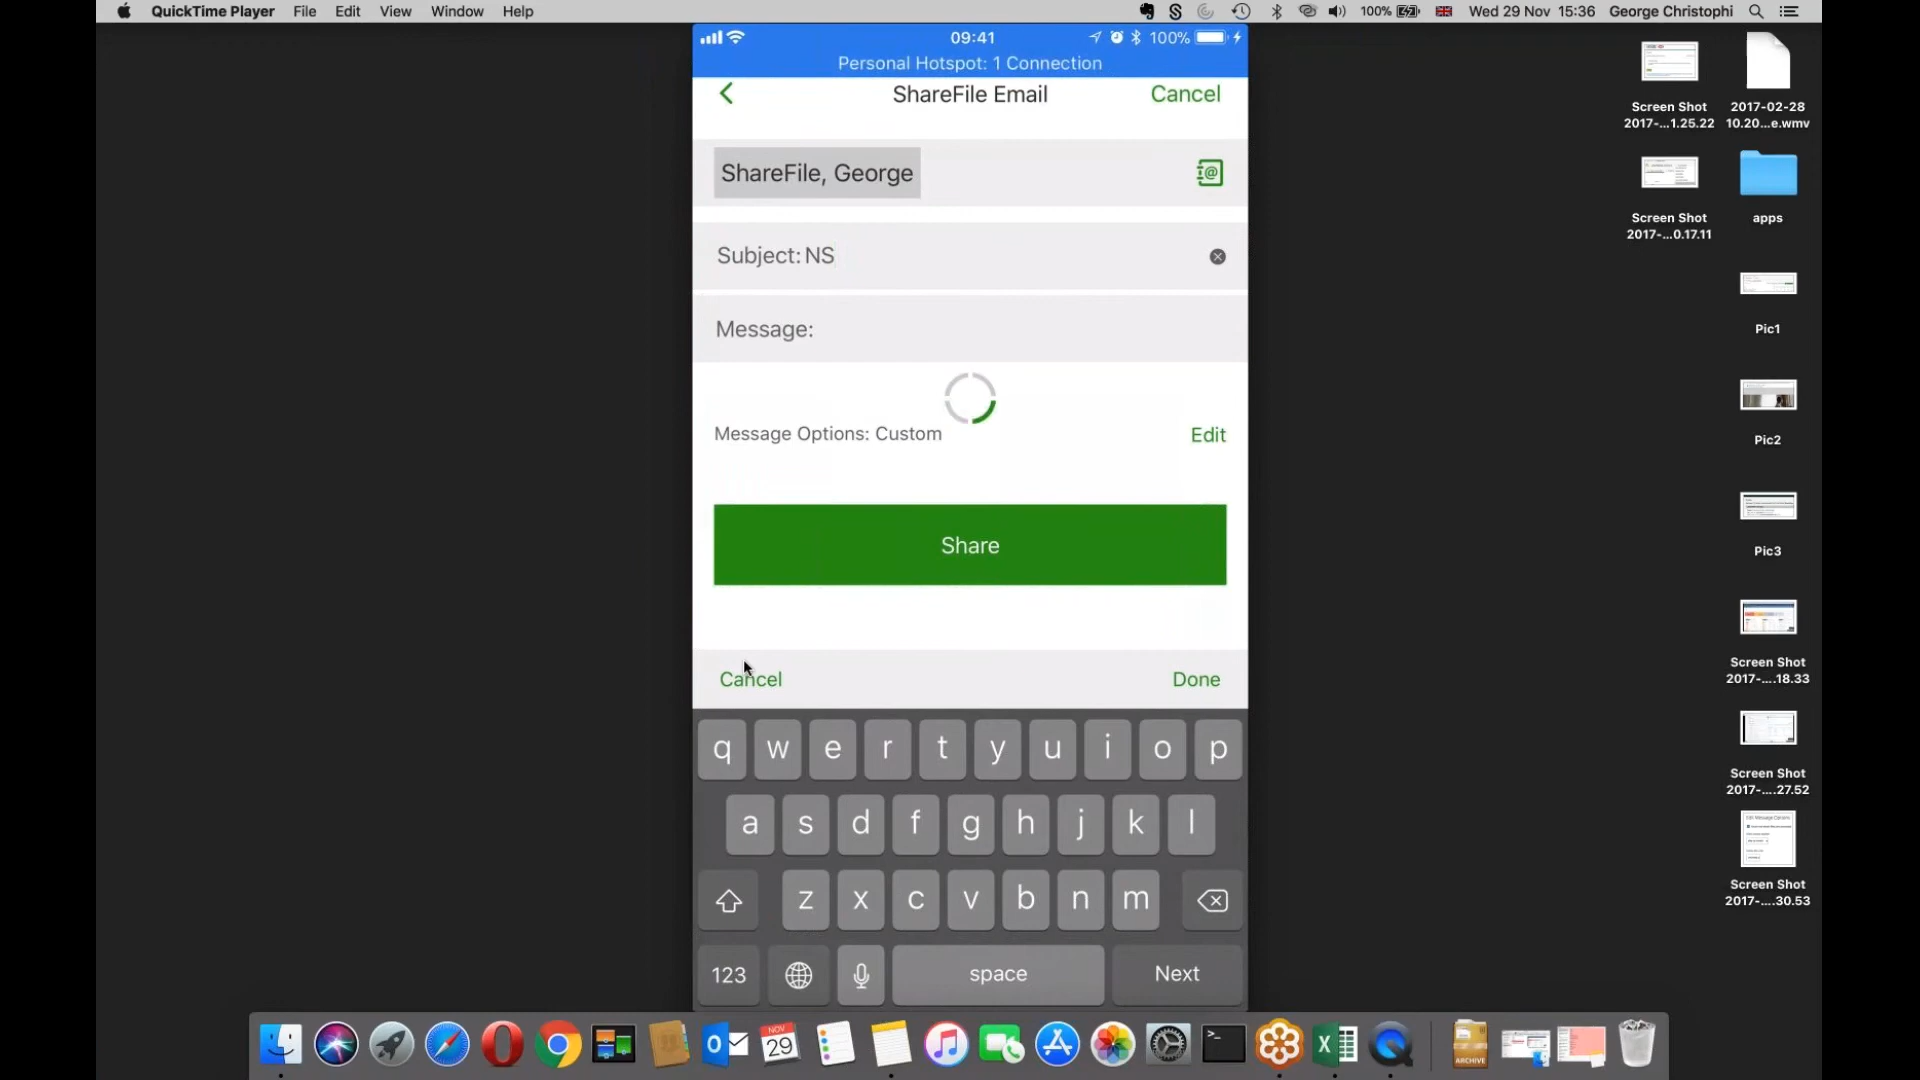 QuickTime Player File Edit View Window Help 100% Wed 29 Nov 15:36 George Christophi
09:41 100%
Personal Hotspot: 1 Connection
ShareFile Email Cancel
ShareFile, George
Subject: NS
Message:
Message Options: Custom Edit
Share
Cancel Done
q w e r t y u i o p
a s d f g h j k l
z x c v b n m
123 space Next
Screen Shot
2017-...1.25.22
2017-02-28
10.20...e.wmv
Screen Shot
2017-...0.17.11
apps
Pic1
Pic2
Pic3
Screen Shot
2017-....18.33
Screen Shot
2017-....27.52
Screen Shot
2017-....30.53
NOV
29
ARCHIVE